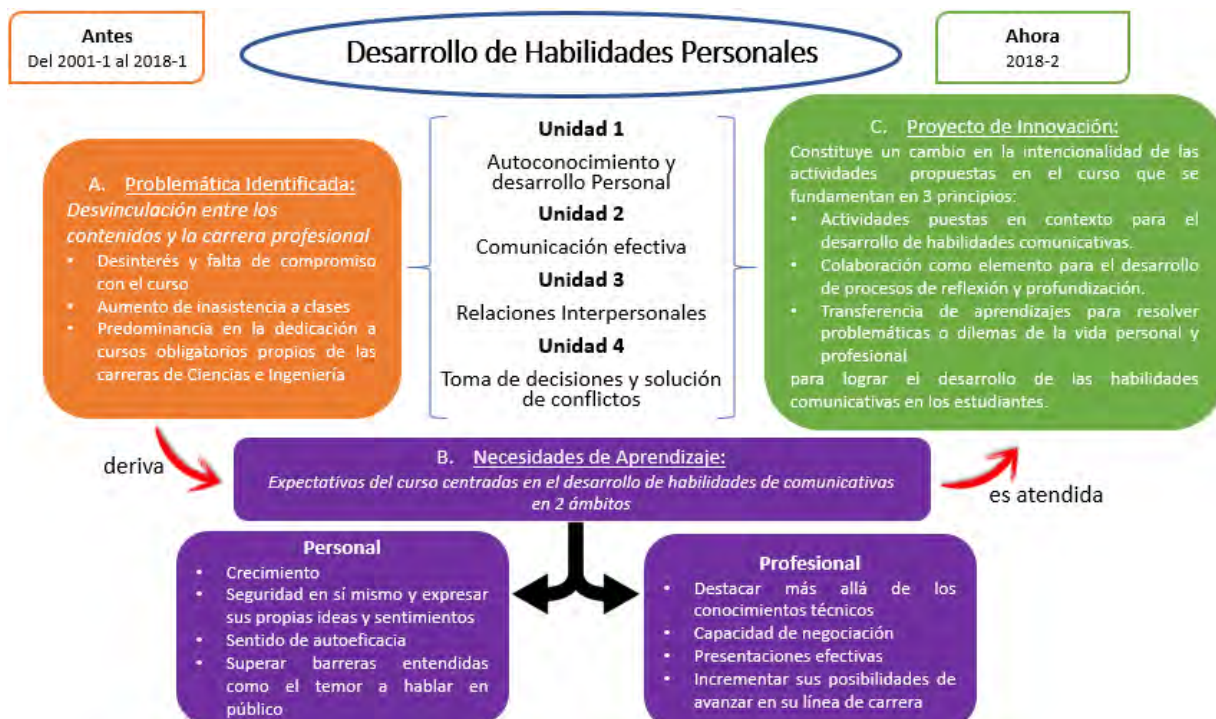 Antes
Del 2001-1 al 2018-1
Desarrollo de Habilidades Personales
Ahora
2018-2
A. Problemática Identificada:
Desvinculación entre los
contenidos y la carrera profesional
• Desinterés y falta de compromiso
con el curso
• Aumento de inasistencia a clases
• Predominancia en la dedicación a
cursos obligatorios propios de las
carreras de Ciencias e Ingeniería
Unidad 1
Autoconocimiento y
desarrollo Personal
Unidad 2
Comunicación efectiva
Unidad 3
Relaciones Interpersonales
Unidad 4
Toma de decisiones y solución
de conflictos
C. Proyecto de Innovación:
Constituye un cambio en la intencionalidad de las
actividades propuestas en el curso que se
fundamentan en 3 principios:
• Actividades puestas en contexto para el
desarrollo de habilidades comunicativas.
• Colaboración como elemento para el desarrollo
de procesos de reflexión y profundización.
• Transferencia de aprendizajes para resolver
problemáticas o dilemas de la vida personal y
profesional
para lograr el desarrollo de las habilidades
comunicativas en los estudiantes.
deriva
B. Necesidades de Aprendizaje:
Expectativas del curso centradas en el desarrollo de habilidades de comunicativas
en 2 ámbitos
es atendida
Personal
• Crecimiento
• Seguridad en sí mismo y expresar
sus propias ideas y sentimientos
• Sentido de autoeficacia
• Superar barreras entendidas
como el temor a hablar en
público
Profesional
• Destacar más allá de los
conocimientos técnicos
• Capacidad de negociación
• Presentaciones efectivas
• Incrementar sus posibilidades de
avanzar en su línea de carrera